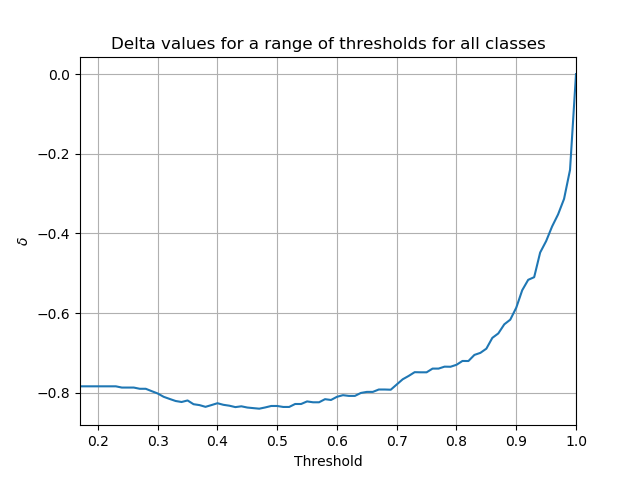 Delta values for a range of thresholds for all classes
0.0
−0.2
−0.4
−0.6
−0.8
δ
0.2 0.3 0.4 0.5 0.6 0.7 0.8 0.9 1.0
Threshold